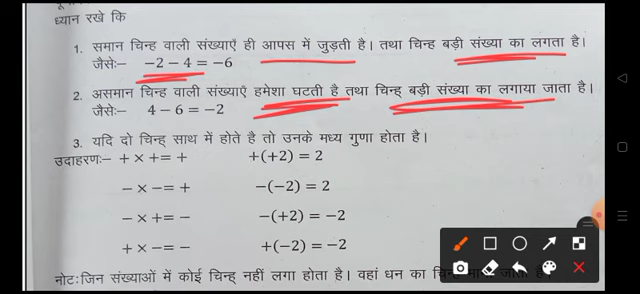 ध्यान रखे कि
1. समान चिन्ह वाली संख्याएँ ही आपस में जुड़ती है। तथा चिन्ह बड़ी संख्या का लगता है।
जैसेः– −2 − 4 = −6
2. असमान चिन्ह वाली संख्याएँ हमेशा घटती है तथा चिन्ह् बड़ी संख्या का लगाया जाता है।
जैसेः– 4 − 6 = −2
3. यदि दो चिन्ह् साथ में होते है तो उनके मध्य गुणा होता है।
उदाहरणः– + × + = + +(+2) = 2
− × − = + −(−2) = 2
− × + = − −(+2) = −2
+ × − = − +(−2) = −2
नोटः जिन संख्याओं में कोई चिन्ह् नहीं लगा होता है। वहां धन का